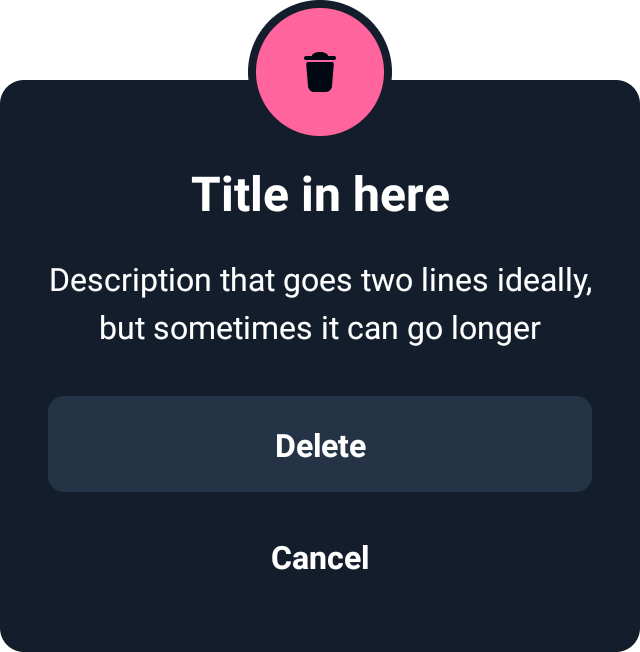 Title in here
Description that goes two lines ideally,
but sometimes it can go longer
Delete
Cancel